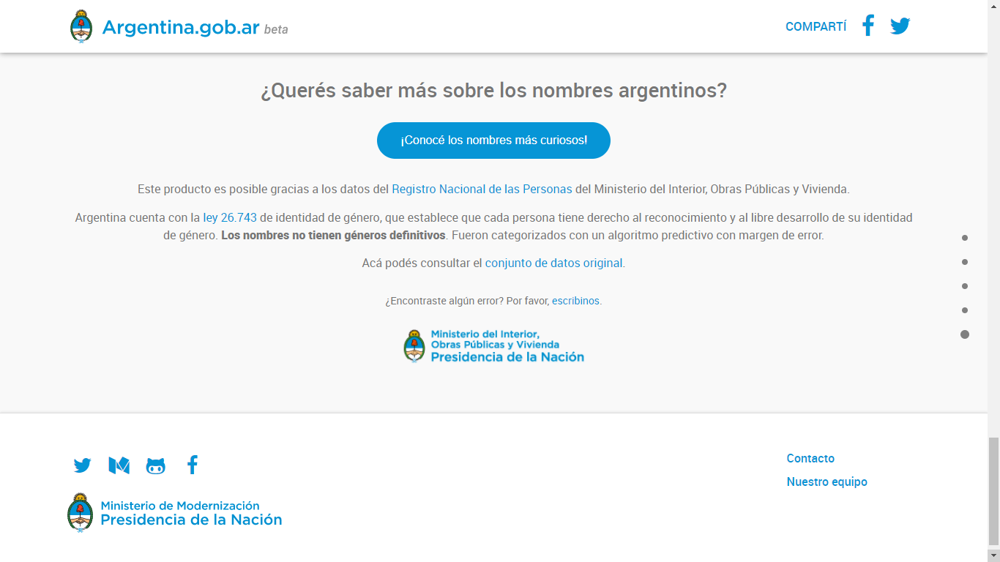 Argentina.gob.ar beta
COMPARTÍ
¿Querés saber más sobre los nombres argentinos?
¡Conocé los nombres más curiosos!
Este producto es posible gracias a los datos del Registro Nacional de las Personas del Ministerio del Interior, Obras Públicas y Vivienda.
Argentina cuenta con la ley 26.743 de identidad de género, que establece que cada persona tiene derecho al reconocimiento y al libre desarrollo de su identidad
de género. Los nombres no tienen géneros definitivos. Fueron categorizados con un algoritmo predictivo con margen de error.
Acá podés consultar el conjunto de datos original.
¿Encontraste algún error? Por favor, escribinos.
Ministerio del Interior,
Obras Públicas y Vivienda
Presidencia de la Nación
Contacto
Nuestro equipo
Ministerio de Modernización
Presidencia de la Nación